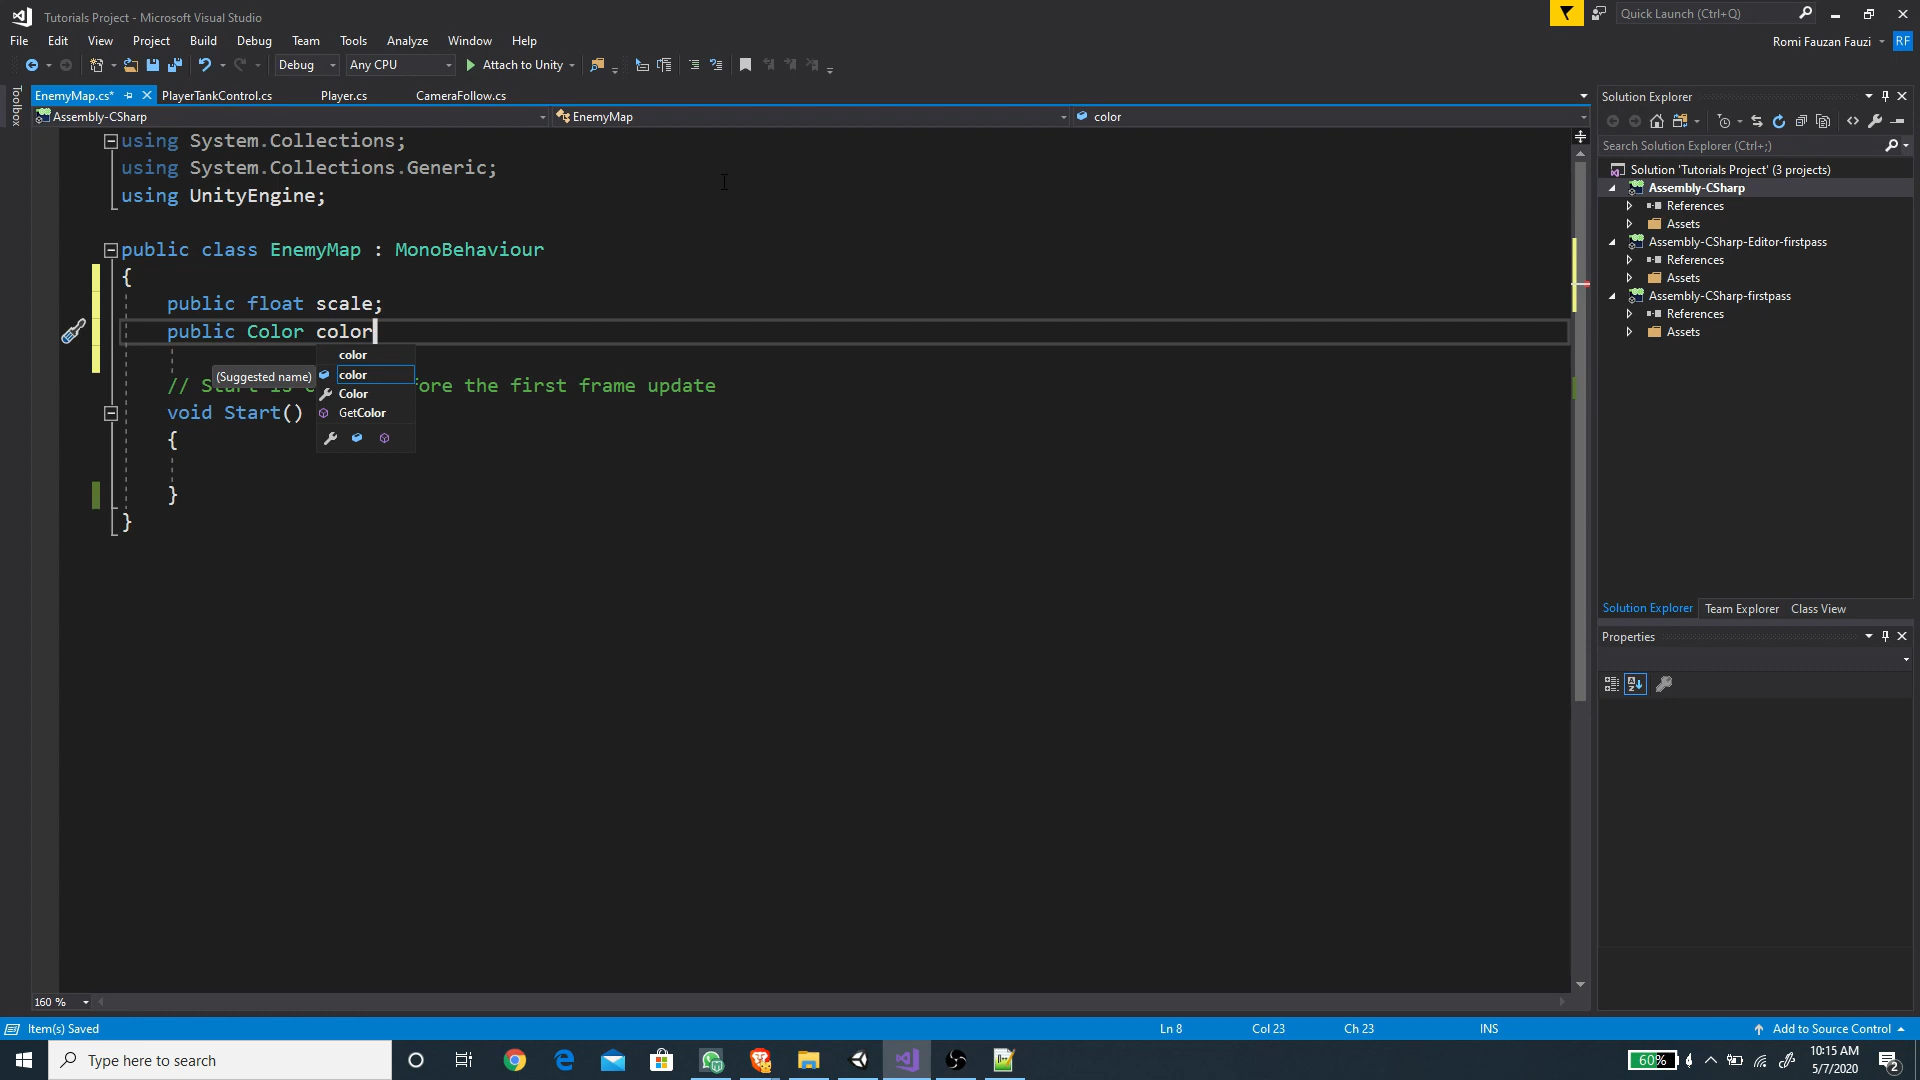 Tutorials Project - Microsoft Visual Studio
Quick Launch (Ctrl+Q)
File Edit View Project Build Debug Team Tools Analyze Window Help
Romi Fauzan Fauzi RF
Debug Any CPU Attach to Unity
Toolbox
EnemyMap.cs* PlayerTankControl.cs Player.cs CameraFollow.cs
Assembly-CSharp EnemyMap color
using System.Collections;
using System.Collections.Generic;
using UnityEngine;
public class EnemyMap : MonoBehaviour
{
public float scale;
public Color color
color
(Suggested name) color
Color
GetColor
// Start is c fore the first frame update
void Start()
{
}
}
Solution Explorer
Search Solution Explorer (Ctrl+;)
Solution 'Tutorials Project' (3 projects)
Assembly-CSharp
References
Assets
Assembly-CSharp-Editor-firstpass
References
Assets
Assembly-CSharp-firstpass
References
Assets
Solution Explorer Team Explorer Class View
Properties
160 %
Item(s) Saved Ln 8 Col 23 Ch 23 INS Add to Source Control
Type here to search
60%
10:15 AM
5/7/2020
2